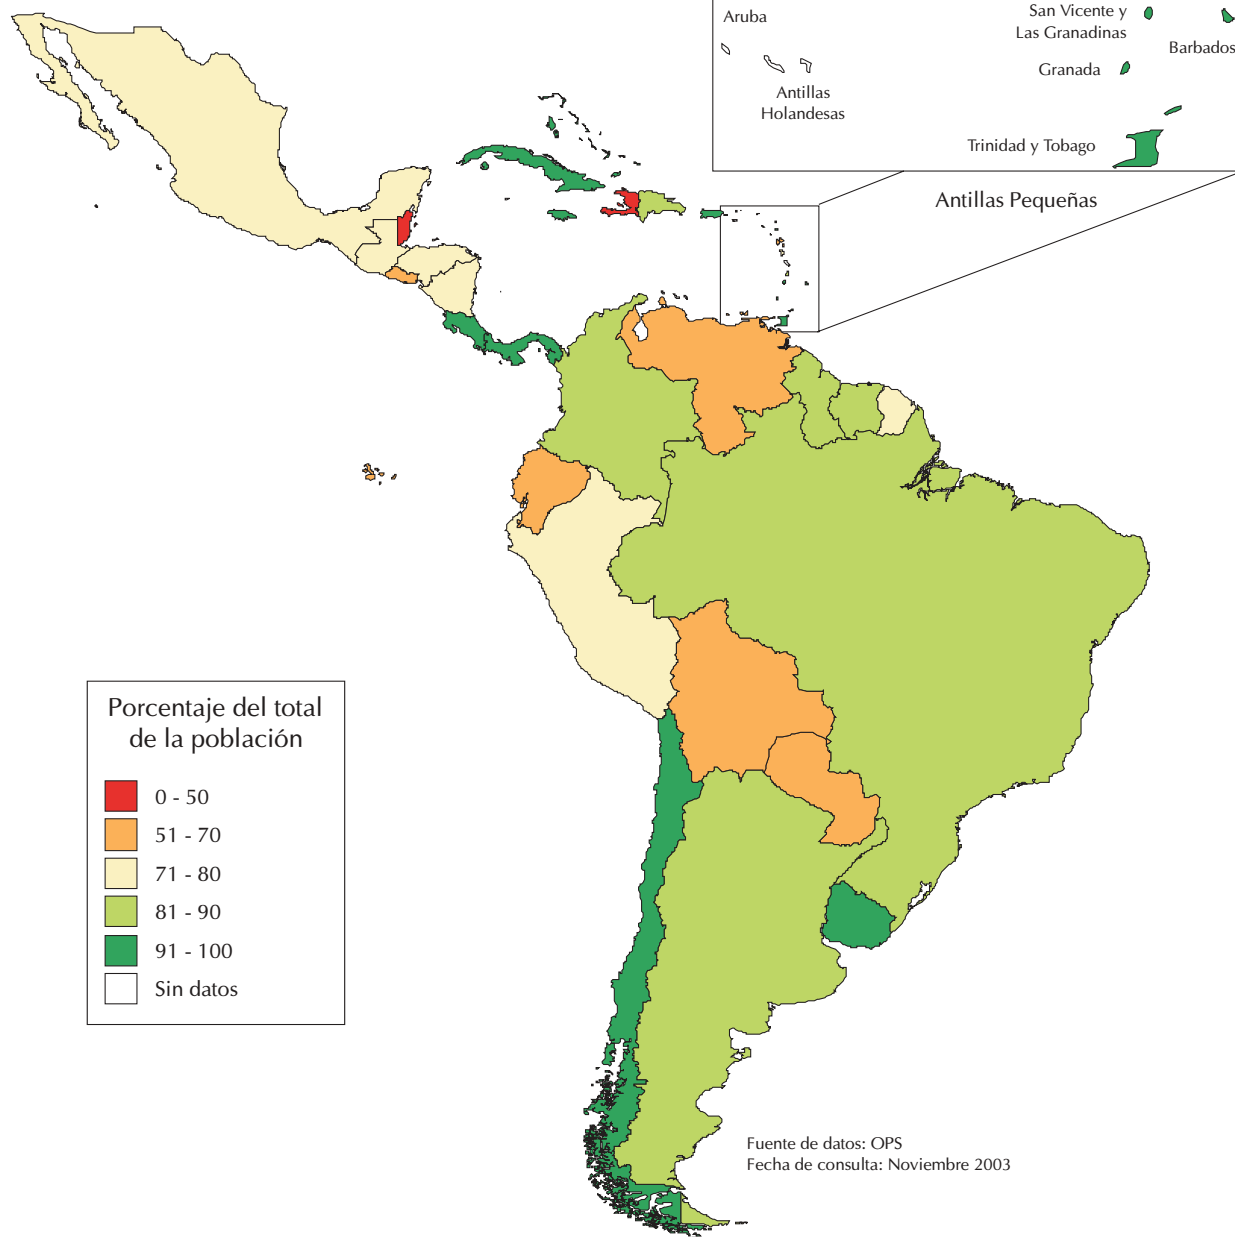 Aruba
San Vicente y
Las Granadinas
Barbados
Granada
Antillas
Holandesas
Trinidad y Tobago
Antillas Pequeñas
Porcentaje del total
de la población
0 - 50
51 - 70
71 - 80
81 - 90
91 - 100
Sin datos
Fuente de datos: OPS
Fecha de consulta: Noviembre 2003